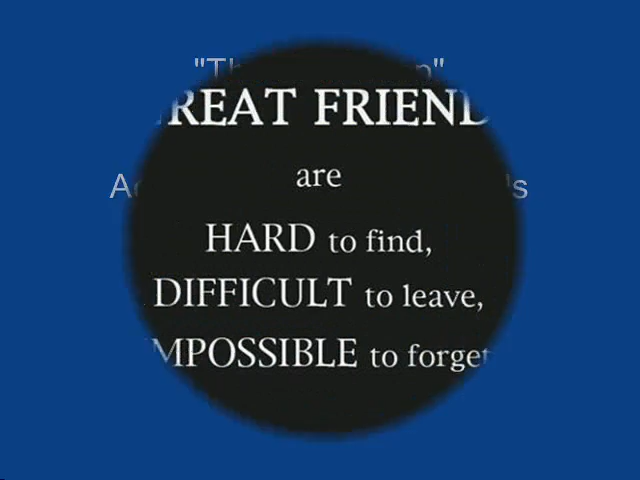 REAT FRIEND
are
HARD to find,
DIFFICULT to leave,
MPOSSIBLE to forget